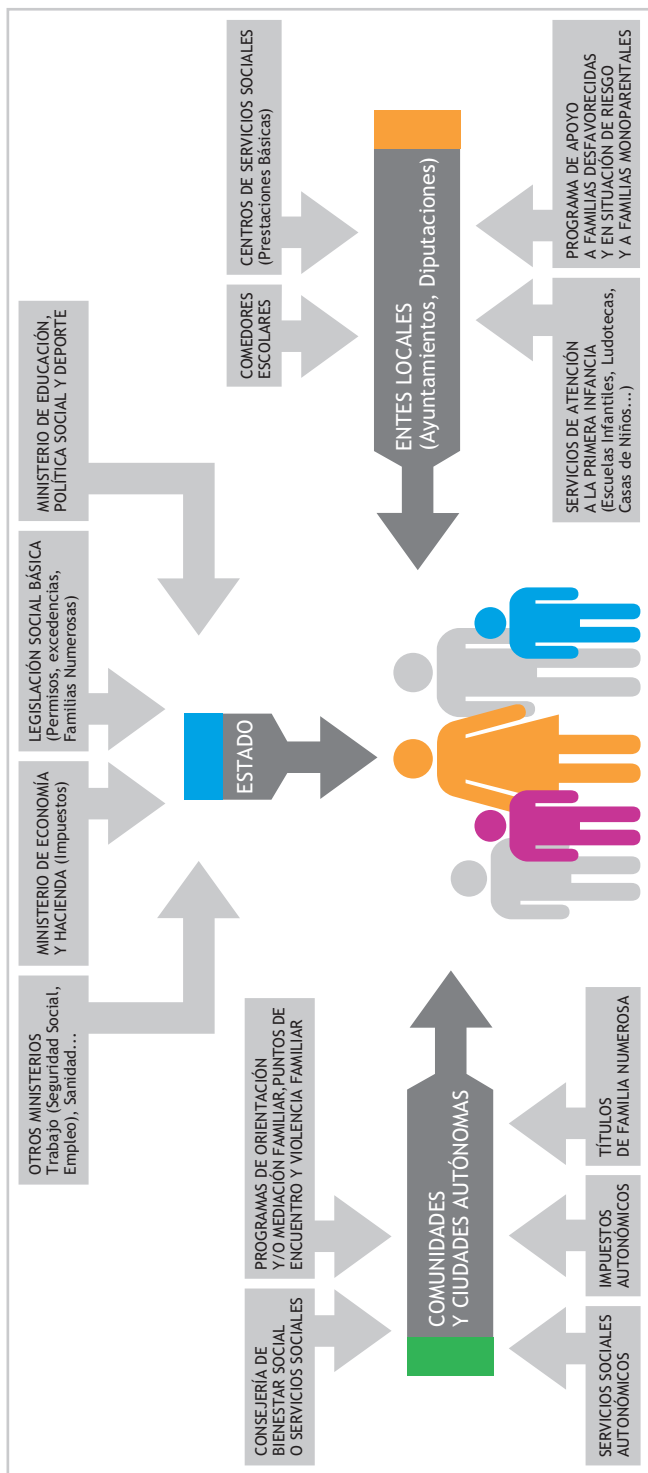 OTROS MINISTERIOS
Trabajo (Seguridad Social,
Empleo), Sanidad...
MINISTERIO DE ECONOMÍA
Y HACIENDA (Impuestos)
LEGISLACIÓN SOCIAL BÁSICA
(Permisos, excedencias,
Familias Numerosas)
MINISTERIO DE EDUCACIÓN,
POLÍTICA SOCIAL Y DEPORTE
ESTADO
CONSEJERÍA DE
BIENESTAR SOCIAL
O SERVICIOS SOCIALES
PROGRAMAS DE ORIENTACIÓN
Y/O MEDIACIÓN FAMILIAR,PUNTOS DE
ENCUENTRO Y VIOLENCIA FAMILIAR
COMUNIDADES
Y CIUDADES AUTÓNOMAS
SERVICIOS SOCIALES
AUTONÓMICOS
IMPUESTOS
AUTONÓMICOS
TÍTULOS
DE FAMILIA NUMEROSA
COMEDORES
ESCOLARES
CENTROS DE SERVICIOS SOCIALES
(Prestaciones Básicas)
ENTES LOCALES
(Ayuntamientos, Diputaciones)
SERVICIOS DE ATENCIÓN
A LA PRIMERA INFANCIA
(Escuelas Infantiles, Ludotecas,
Casas de Niños...)
PROGRAMA DE APOYO
A FAMILIAS DESFAVORECIDAS
Y EN SITUACIÓN DE RIESGO
Y A FAMILIAS MONOPARENTALES